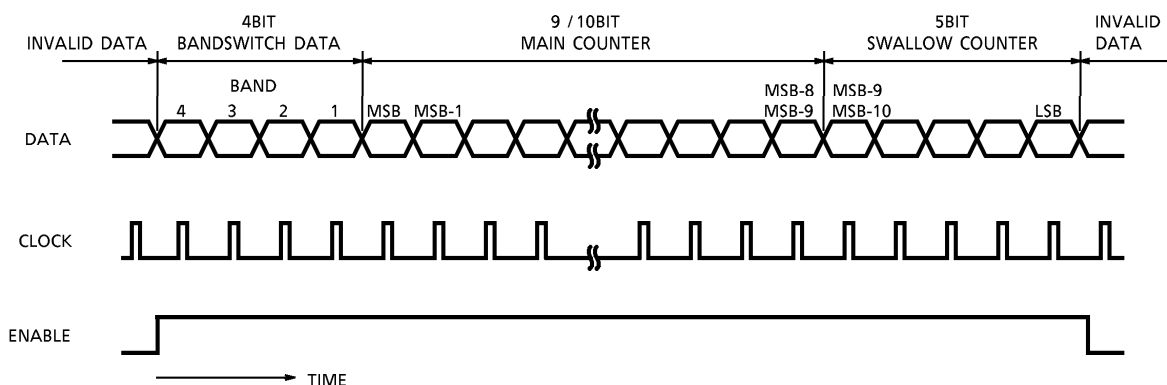 4BIT
BANDSWITCH DATA
9 / 10BIT
MAIN COUNTER
5BIT
SWALLOW COUNTER
INVALID DATA
INVALID
DATA
BAND
4 3 2 1 MSB MSB-1
MSB-8
MSB-9
MSB-9
MSB-10
LSB
DATA
CLOCK
ENABLE
TIME